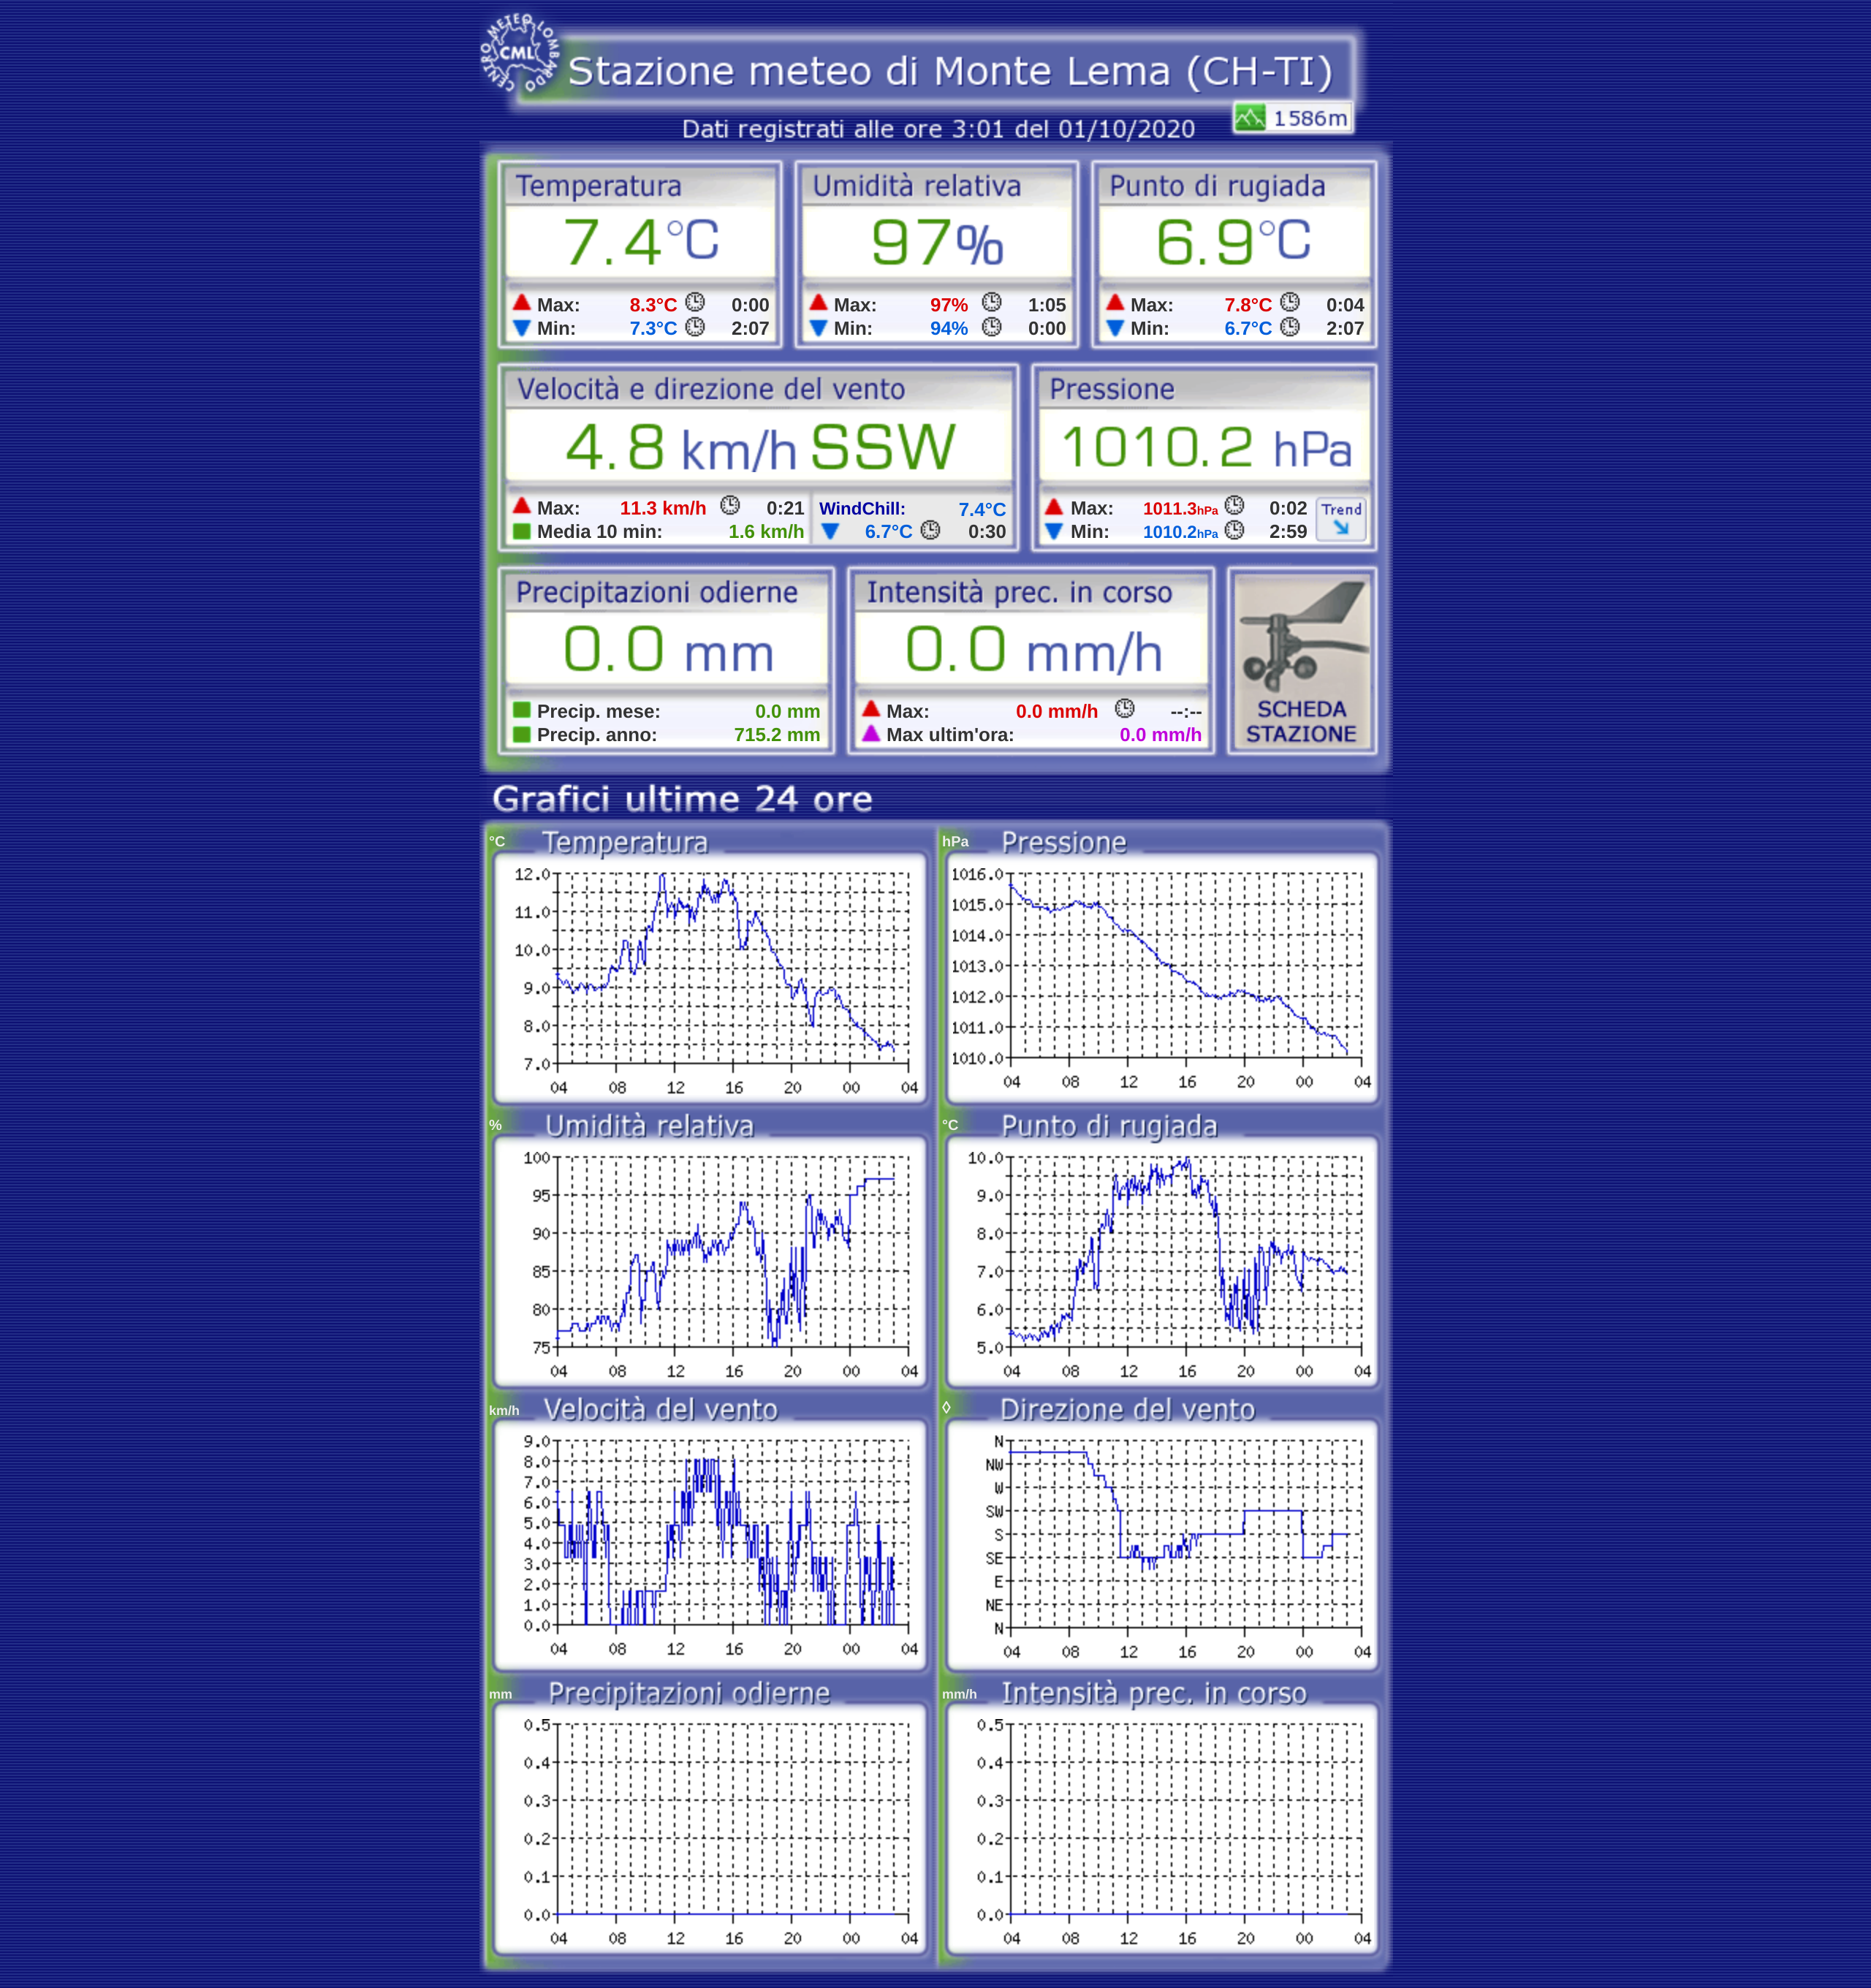 CENTRO METEO LOMBARDO
CML
Stazione meteo di Monte Lema (CH-TI)
1586m
Dati registrati alle ore 3:01 del 01/10/2020
Temperatura
7.4°C
Max: 8.3°C 0:00
Min: 7.3°C 2:07
Umidità relativa
97%
Max: 97% 1:05
Min: 94% 0:00
Punto di rugiada
6.9°C
Max: 7.8°C 0:04
Min: 6.7°C 2:07
Velocità e direzione del vento
4.8 km/h SSW
Max: 11.3 km/h 0:21
Media 10 min: 1.6 km/h
WindChill: 7.4°C
6.7°C 0:30
Pressione
1010.2 hPa
Max: 1011.3hPa 0:02
Min: 1010.2hPa 2:59
Trend
Precipitazioni odierne
0.0 mm
Precip. mese: 0.0 mm
Precip. anno: 715.2 mm
Intensità prec. in corso
0.0 mm/h
Max: 0.0 mm/h --:--
Max ultim'ora: 0.0 mm/h
SCHEDA
STAZIONE
Grafici ultime 24 ore
°C Temperatura
12.0
11.0
10.0
9.0
8.0
7.0
04 08 12 16 20 00 04
hPa Pressione
1016.0
1015.0
1014.0
1013.0
1012.0
1011.0
1010.0
04 08 12 16 20 00 04
% Umidità relativa
100
95
90
85
80
75
04 08 12 16 20 00 04
°C Punto di rugiada
10.0
9.0
8.0
7.0
6.0
5.0
04 08 12 16 20 00 04
km/h Velocità del vento
9.0
8.0
7.0
6.0
5.0
4.0
3.0
2.0
1.0
0.0
04 08 12 16 20 00 04
◊ Direzione del vento
N
NW
W
SW
S
SE
E
NE
N
04 08 12 16 20 00 04
mm Precipitazioni odierne
0.5
0.4
0.3
0.2
0.1
0.0
04 08 12 16 20 00 04
mm/h Intensità prec. in corso
0.5
0.4
0.3
0.2
0.1
0.0
04 08 12 16 20 00 04